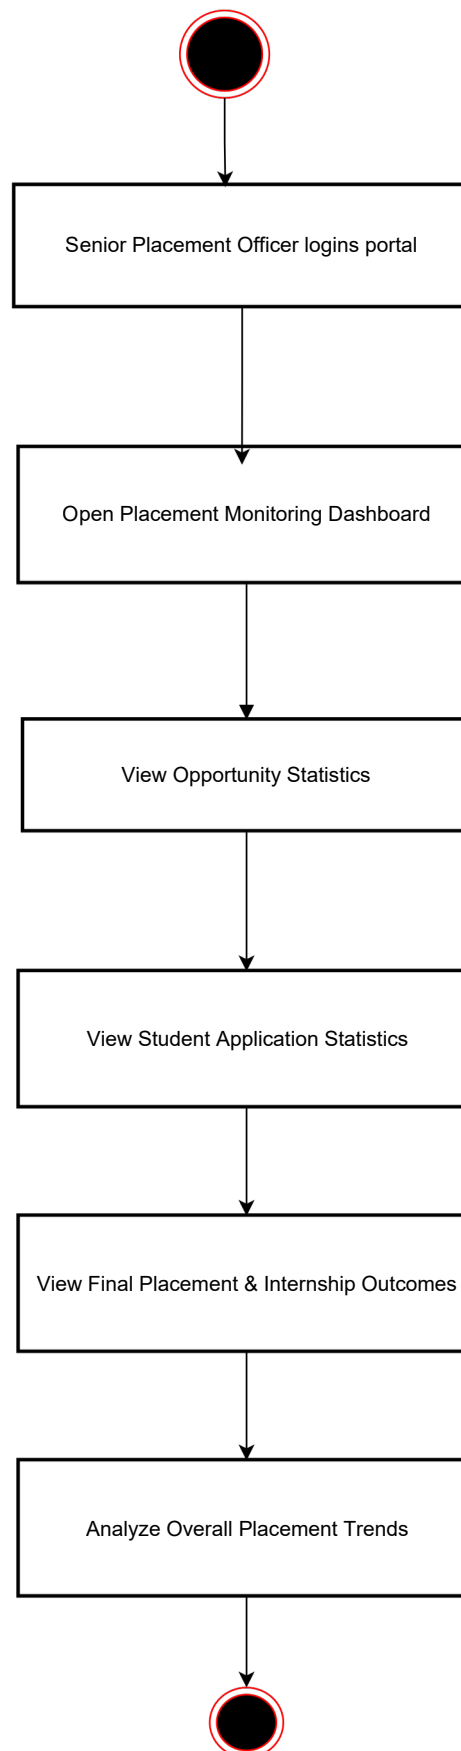 Senior Placement Officer logins portal
Open Placement Monitoring Dashboard
View Opportunity Statistics
View Student Application Statistics
View Final Placement & Internship Outcomes
Analyze Overall Placement Trends